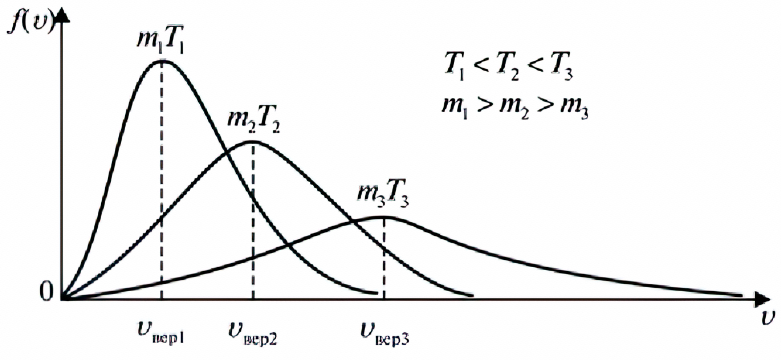 f(υ)
m₁T₁
T₁ < T₂ < T₃
m₁ > m₂ > m₃
m₂T₂
m₃T₃
0
υ
υвер1 υвер2 υвер3